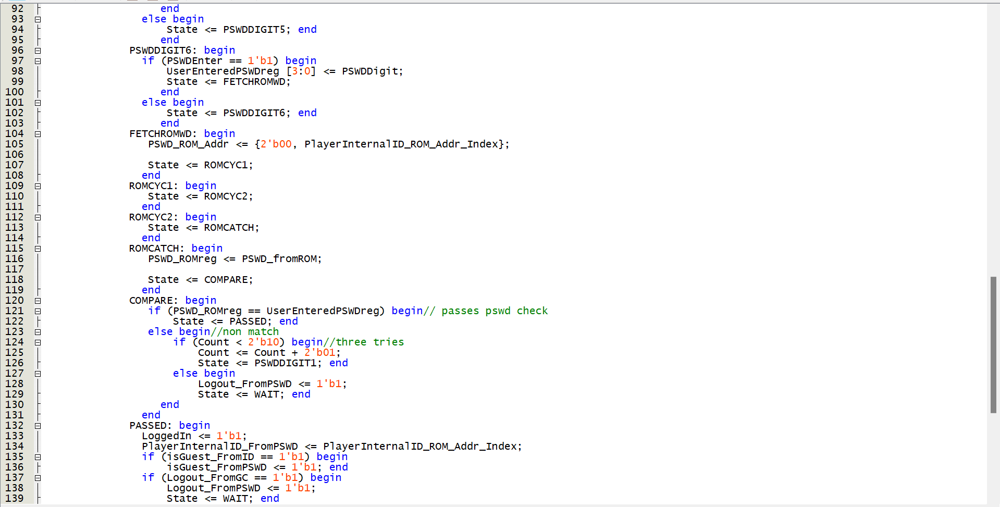 92 end
93 else begin
94 State <= PSWDDIGIT5; end
95 end
96 PSWDDIGIT6: begin
97 if (PSWDEnter == 1'b1) begin
98 UserEnteredPSWDreg [3:0] <= PSWDDigit;
99 State <= FETCHROMWD;
100 end
101 else begin
102 State <= PSWDDIGIT6; end
103 end
104 FETCHROMWD: begin
105 PSWD_ROM_Addr <= {2'b00, PlayerInternalID_ROM_Addr_Index};
106
107 State <= ROMCYC1;
108 end
109 ROMCYC1: begin
110 State <= ROMCYC2;
111 end
112 ROMCYC2: begin
113 State <= ROMCATCH;
114 end
115 ROMCATCH: begin
116 PSWD_ROMreg <= PSWD_fromROM;
117
118 State <= COMPARE;
119 end
120 COMPARE: begin
121 if (PSWD_ROMreg == UserEnteredPSWDreg) begin// passes pswd check
122 State <= PASSED; end
123 else begin//non match
124 if (Count < 2'b10) begin//three tries
125 Count <= Count + 2'b01;
126 State <= PSWDDIGIT1; end
127 else begin
128 Logout_FromPSWD <= 1'b1;
129 State <= WAIT; end
130 end
131 end
132 PASSED: begin
133 LoggedIn <= 1'b1;
134 PlayerInternalID_FromPSWD <= PlayerInternalID_ROM_Addr_Index;
135 if (isGuest_FromID == 1'b1) begin
136 isGuest_FromPSWD <= 1'b1; end
137 if (Logout_FromGC == 1'b1) begin
138 Logout_FromPSWD <= 1'b1;
139 State <= WAIT; end